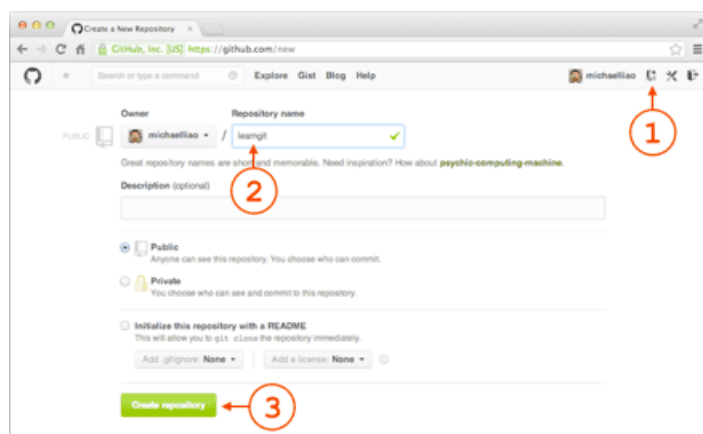 Create a New Repository
GitHub, Inc. [US] https://github.com/new
Search or type a command Explore Gist Blog Help michaelliao
1
Owner Repository name
PUBLIC michaelliao / learngit
Great repository names are short and memorable. Need inspiration? How about psychic-computing-machine.
2
Description (optional)
Public
Anyone can see this repository. You choose who can commit.
Private
You choose who can see and commit to this repository.
Initialize this repository with a README
This will allow you to git clone the repository immediately.
Add .gitignore: None Add a license: None
Create repository 3